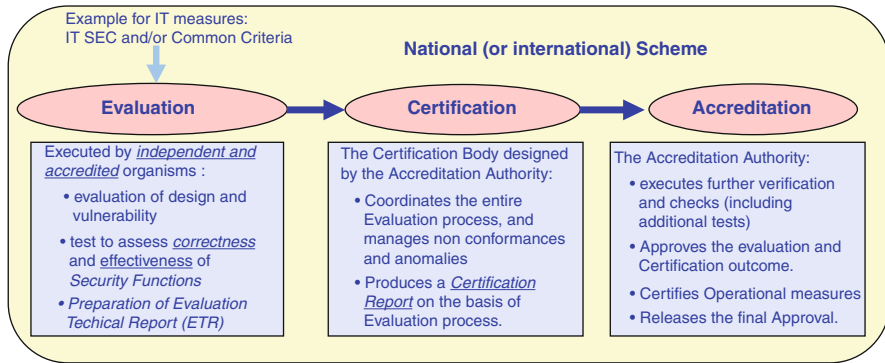 Example for IT measures:
IT SEC and/or Common Criteria
National (or international) Scheme
Evaluation
Certification
Accreditation
Executed by independent and
accredited organisms :
• evaluation of design and
vulnerability
• test to assess correctness
and effectiveness of
Security Functions
• Preparation of Evaluation
Techical Report (ETR)
The Certification Body designed
by the Accreditation Authority:
• Coordinates the entire
Evaluation process, and
manages non conformances
and anomalies
• Produces a Certification
Report on the basis of
Evaluation process.
The Accreditation Authority:
• executes further verification
and checks (including
additional tests)
• Approves the evaluation and
Certification outcome.
• Certifies Operational measures
• Releases the final Approval.